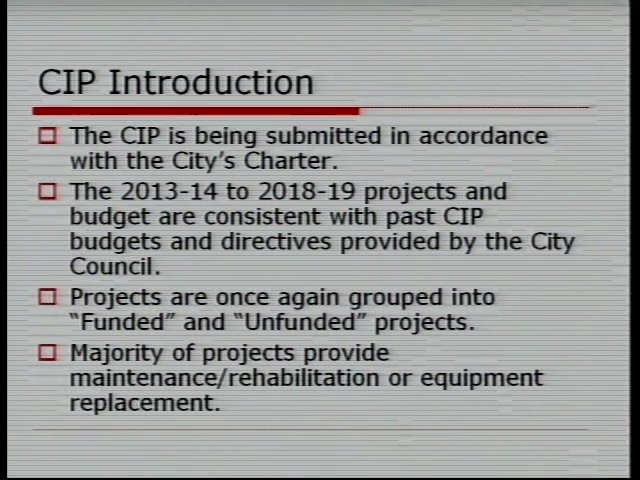 CIP Introduction
The CIP is being submitted in accordance
with the City's Charter.
The 2013-14 to 2018-19 projects and
budget are consistent with past CIP
budgets and directives provided by the City
Council.
Projects are once again grouped into
"Funded" and "Unfunded" projects.
Majority of projects provide
maintenance/rehabilitation or equipment
replacement.